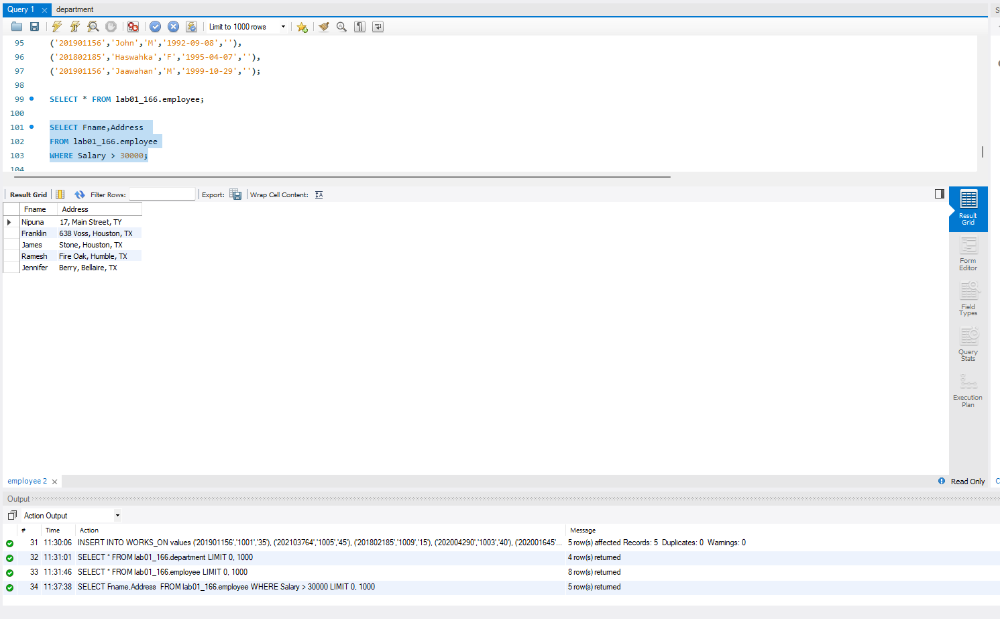 Query 1
department
S
Limit to 1000 rows
95 ('201901156','John','M','1992-09-08',''),
96 ('201802185','Haswahka','F','1995-04-07',''),
97 ('201901156','Jaawahan','M','1999-10-29','');
98
99 SELECT * FROM lab01_166.employee;
100
101 SELECT Fname,Address
102 FROM lab01_166.employee
103 WHERE Salary > 30000;
104
Result Grid Filter Rows: Export: Wrap Cell Content:
Fname Address
Nipuna 17, Main Street, TY
Franklin 638 Voss, Houston, TX
James Stone, Houston, TX
Ramesh Fire Oak, Humble, TX
Jennifer Berry, Bellaire, TX
Result
Grid
Form
Editor
Field
Types
Query
Stats
Execution
Plan
employee 2
Read Only
C
Output
Action Output
# Time Action Message
31 11:30:06 INSERT INTO WORKS_ON values ('201901156','1001','35'), ('202103764','1005','45'), ('201802185','1009','15'), ('202004290','1003','40'), ('202001645'... 5 row(s) affected Records: 5 Duplicates: 0 Warnings: 0
32 11:31:01 SELECT * FROM lab01_166.department LIMIT 0, 1000 4 row(s) returned
33 11:31:46 SELECT * FROM lab01_166.employee LIMIT 0, 1000 8 row(s) returned
34 11:37:38 SELECT Fname,Address FROM lab01_166.employee WHERE Salary > 30000 LIMIT 0, 1000 5 row(s) returned